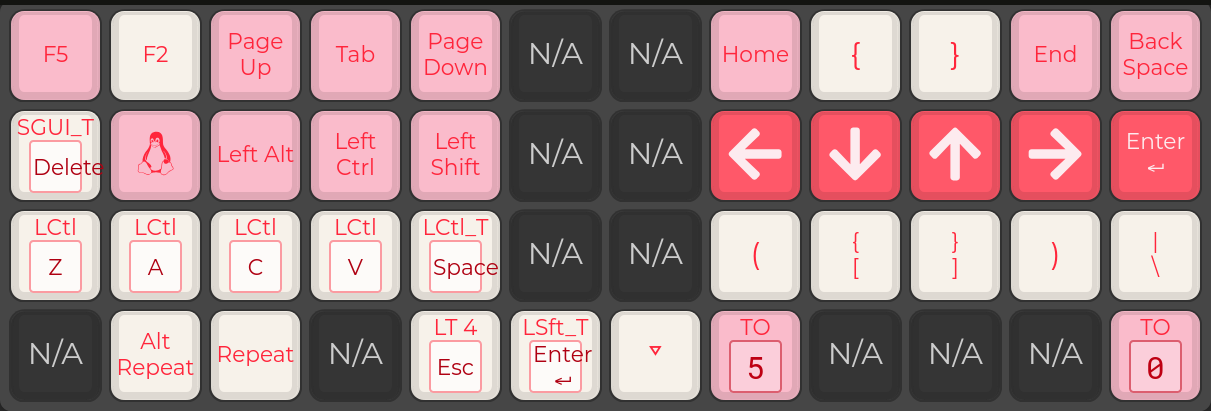 F5
F2
Page
Up
Tab
Page
Down
N/A
N/A
Home
{
}
End
Back
Space
SGUI_T
Delete
Left Alt
Left
Ctrl
Left
Shift
N/A
N/A
Enter
LCtl
Z
LCtl
A
LCtl
C
LCtl
V
LCtl_T
Space
N/A
N/A
(
{
[
}
]
)
|
\
N/A
Alt
Repeat
Repeat
N/A
LT 4
Esc
LSft_T
Enter
TO
5
N/A
N/A
N/A
TO
0